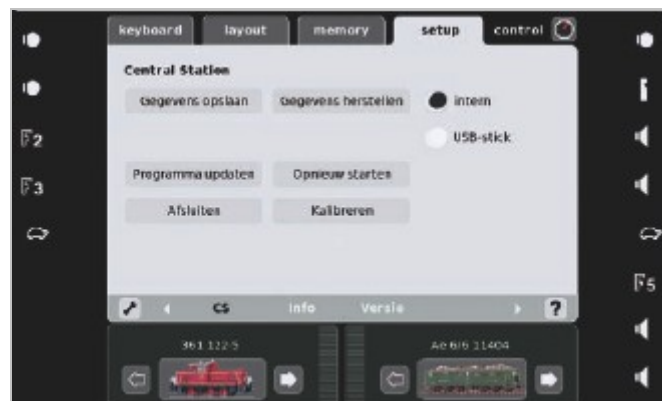 keyboard layout memory setup control
Central Station
Gegevens opslaan Gegevens herstellen intern
USB-stick
F2
F3
Programma updaten Opnieuw starten
Afsluiten Kalibreren
F5
CS Info Versie ?
361 122-5 Ae 6/6 11404